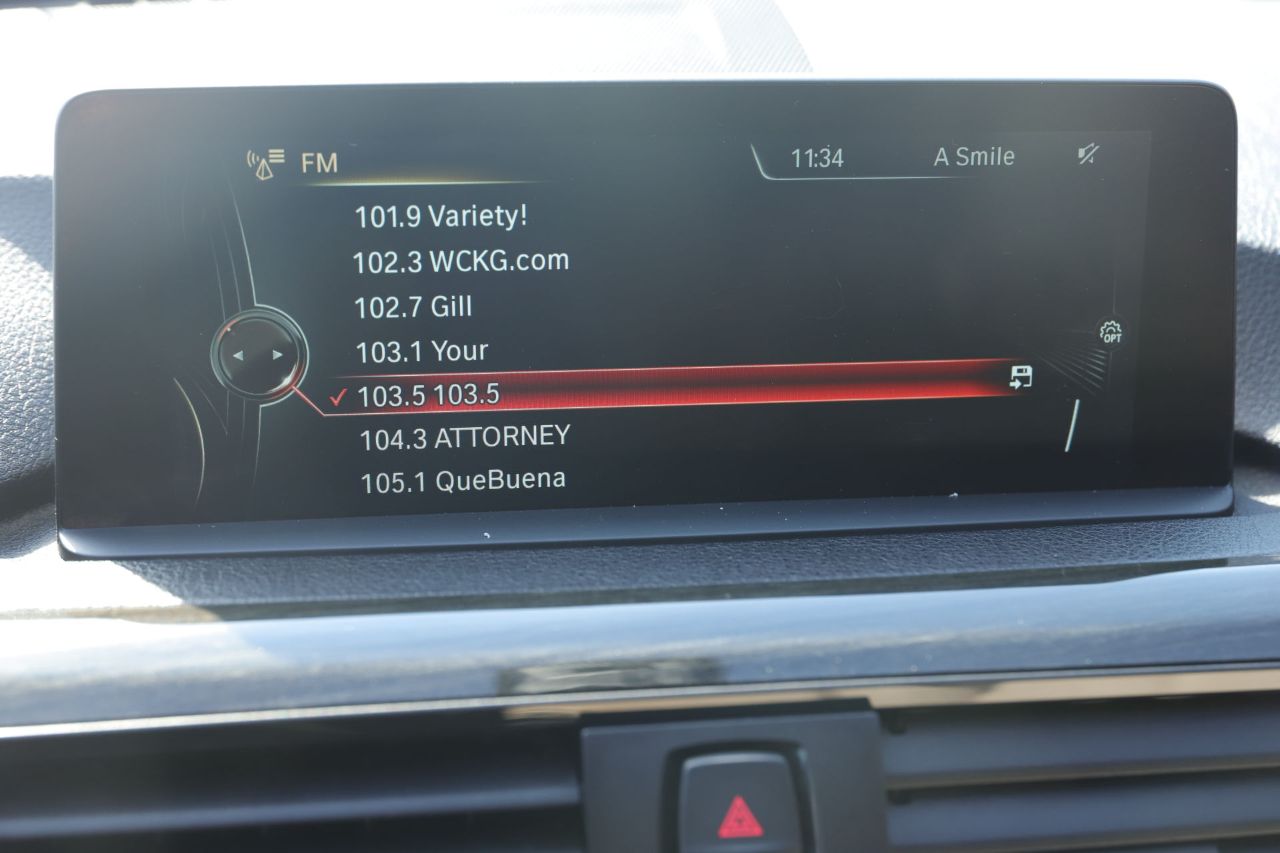 FM 11:34 A Smile
101.9 Variety!
102.3 WCKG.com
102.7 Gill
103.1 Your
103.5 103.5
OPT
104.3 ATTORNEY
105.1 QueBuena